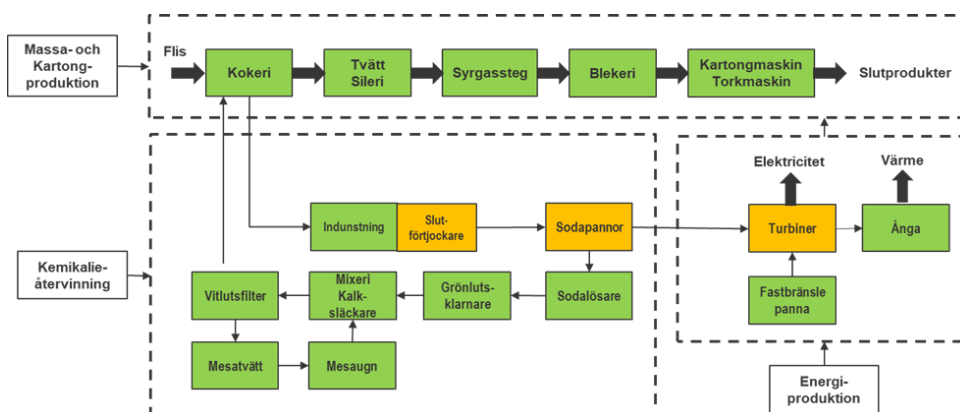 Massa- och
Kartong-
produktion
Flis
Kokeri
Tvätt
Sileri
Syrgassteg
Blekeri
Kartongmaskin
Torkmaskin
Slutprodukter
Elektricitet
Värme
Indunstning
Slut-
förtjockare
Sodapannor
Turbiner
Ånga
Kemikalie-
återvinning
Vitlutsfilter
Mixeri
Kalk-
släckare
Grönluts-
klarnare
Sodalösare
Fastbränsle
panna
Mesatvätt
Mesaugn
Energi-
produktion